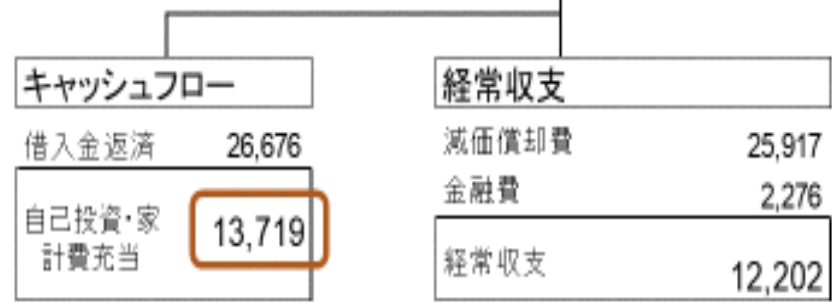 キャッシュフロー
借入金返済 26,676
自己投資・家
計費充当 13,719
経常収支
減価償却費 25,917
金融費 2,276
経常収支 12,202